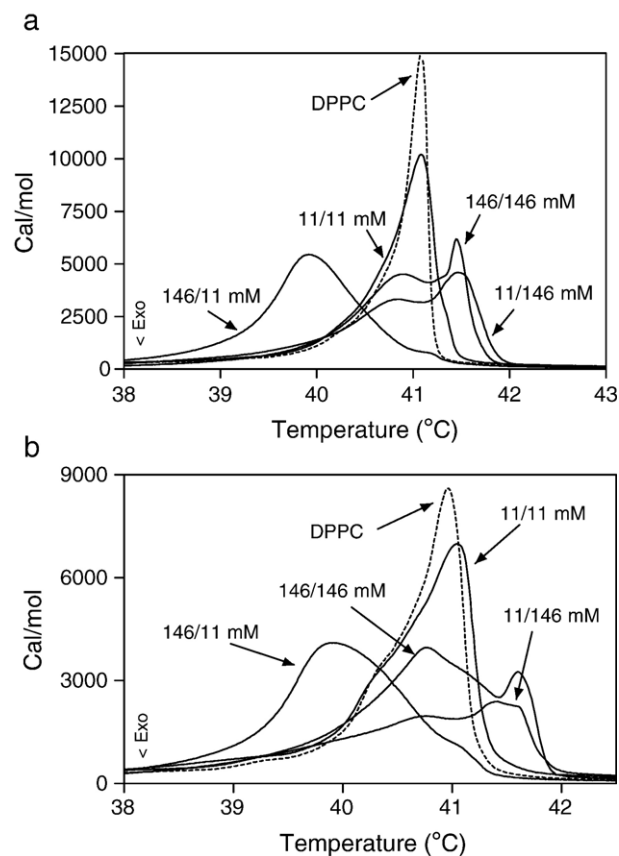 a
15000
12500
10000
7500
5000
2500
0
Cal/mol
< Exo
DPPC
11/11 mM
146/146 mM
146/11 mM
11/146 mM
38 39 40 41 42 43
Temperature (°C)
b
9000
6000
3000
0
Cal/mol
< Exo
DPPC
11/11 mM
146/146 mM
11/146 mM
146/11 mM
38 39 40 41 42
Temperature (°C)